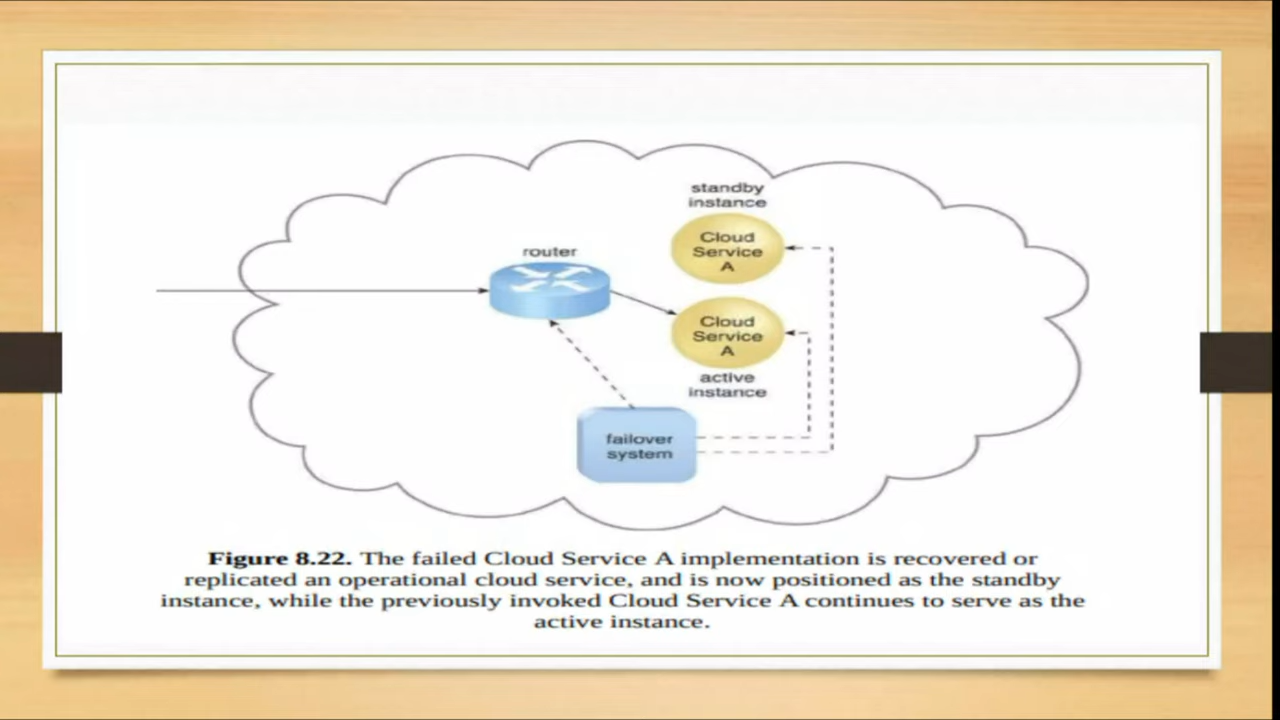 standby
instance
Cloud
Service
A
router
Cloud
Service
A
active
instance
failover
system
Figure 8.22. The failed Cloud Service A implementation is recovered or
replicated an operational cloud service, and is now positioned as the standby
instance, while the previously invoked Cloud Service A continues to serve as the
active instance.